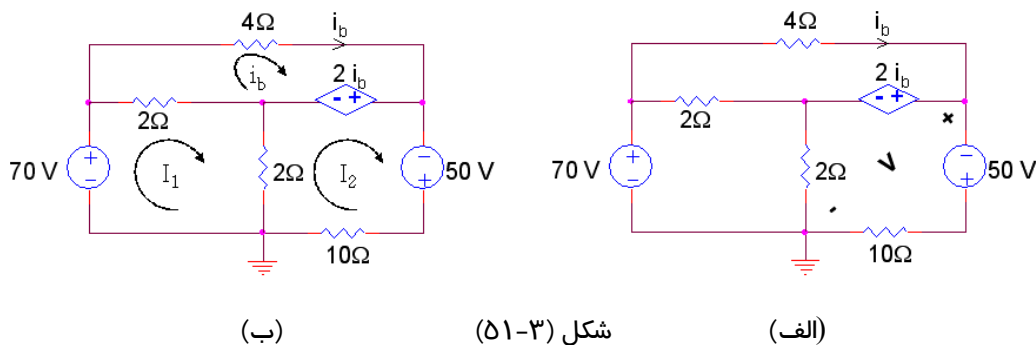 4Ω
i_b
i_b
2 i_b
- +
2Ω
70 V
+
-
I_1
2Ω
I_2
-
+
50 V
10Ω
4Ω
i_b
2 i_b
- +
2Ω
70 V
+
-
2Ω
+
V
-
-
+
50 V
10Ω
(الف)
شکل (۳-۵۱)
(ب)